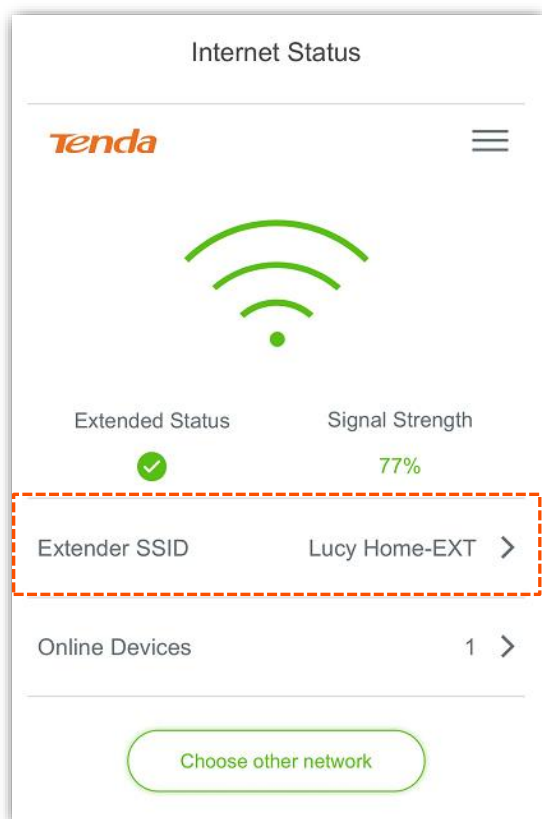 Internet Status
Tenda
Extended Status Signal Strength
77%
Extender SSID Lucy Home-EXT
Online Devices 1
Choose other network